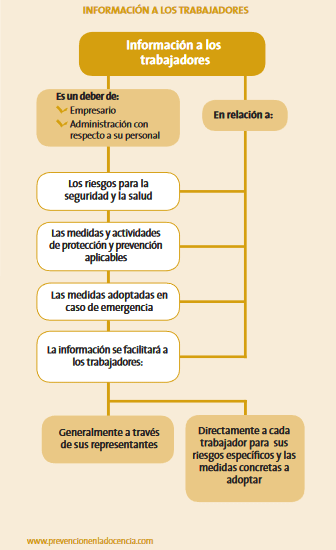 INFORMACIÓN A LOS TRABAJADORES
Información a los
trabajadores
Es un deber de:
Empresario
Administración con
respecto a su personal
En relación a:
Los riesgos para la
seguridad y la salud
Las medidas y actividades
de protección y prevención
aplicables
Las medidas adoptadas en
caso de emergencia
La información se facilitará a
los trabajadores:
Generalmente a través
de sus representantes
Directamente a cada
trabajador para sus
riesgos específicos y las
medidas concretas a
adoptar
www.prevencionenladocencia.com